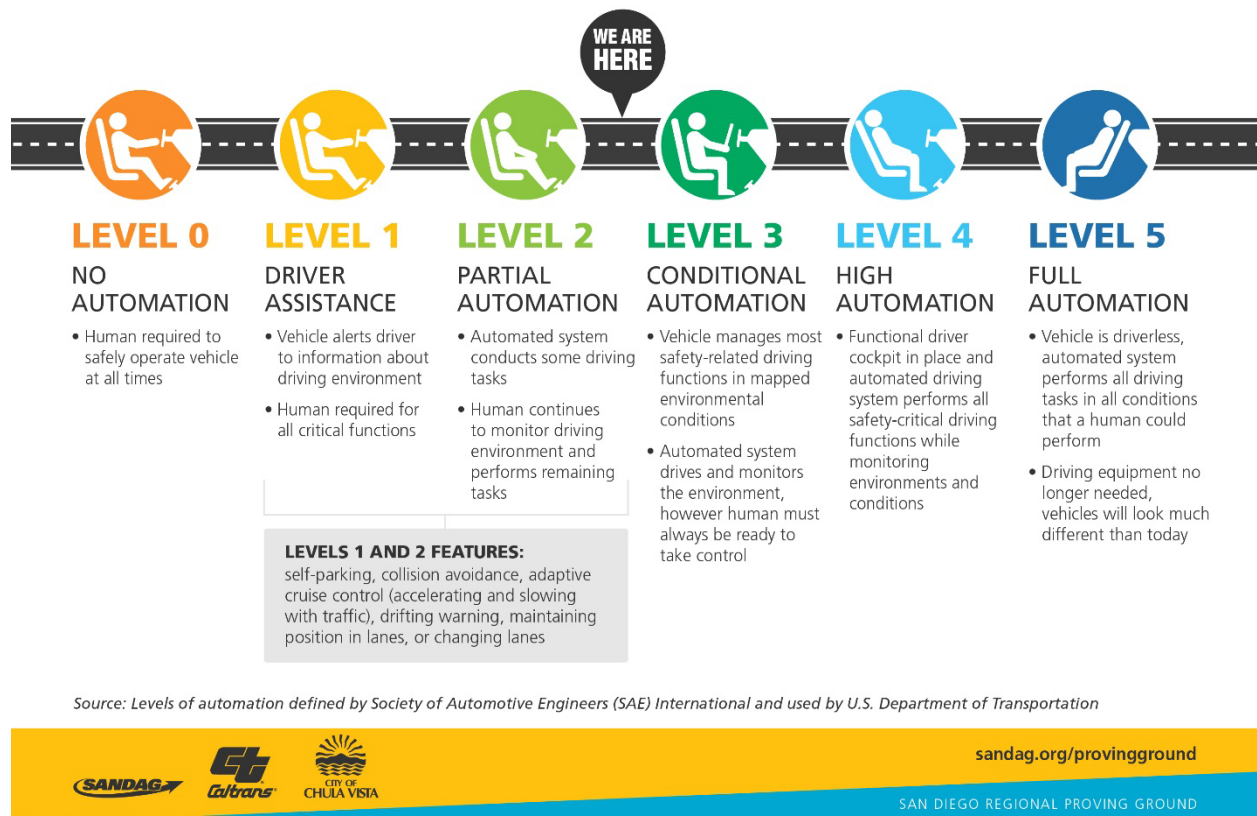 WE ARE
HERE
LEVEL 0
NO
AUTOMATION
• Human required to
safely operate vehicle
at all times
LEVEL 1
DRIVER
ASSISTANCE
• Vehicle alerts driver
to information about
driving environment
• Human required for
all critical functions
LEVEL 2
PARTIAL
AUTOMATION
• Automated system
conducts some driving
tasks
• Human continues
to monitor driving
environment and
performs remaining
tasks
LEVELS 1 AND 2 FEATURES:
self-parking, collision avoidance, adaptive
cruise control (accelerating and slowing
with traffic), drifting warning, maintaining
position in lanes, or changing lanes
LEVEL 3
CONDITIONAL
AUTOMATION
• Vehicle manages most
safety-related driving
functions in mapped
environmental
conditions
• Automated system
drives and monitors
the environment,
however human must
always be ready to
take control
LEVEL 4
HIGH
AUTOMATION
• Functional driver
cockpit in place and
automated driving
system performs all
safety-critical driving
functions while
monitoring
environments and
conditions
LEVEL 5
FULL
AUTOMATION
• Vehicle is driverless,
automated system
performs all driving
tasks in all conditions
that a human could
perform
• Driving equipment no
longer needed,
vehicles will look much
different than today
Source: Levels of automation defined by Society of Automotive Engineers (SAE) International and used by U.S. Department of Transportation
SANDAG
Ct
Caltrans®
CITY OF
CHULA VISTA
sandag.org/provingground
SAN DIEGO REGIONAL PROVING GROUND